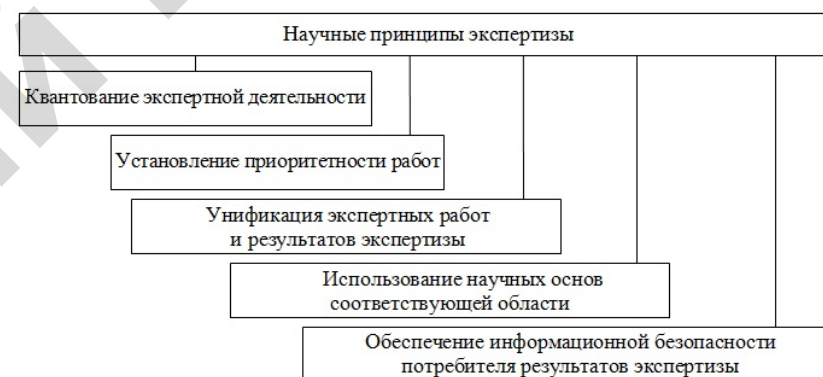 Научные принципы экспертизы
Квантование экспертной деятельности
Установление приоритетности работ
Унификация экспертных работ
и результатов экспертизы
Использование научных основ
соответствующей области
Обеспечение информационной безопасности
потребителя результатов экспертизы